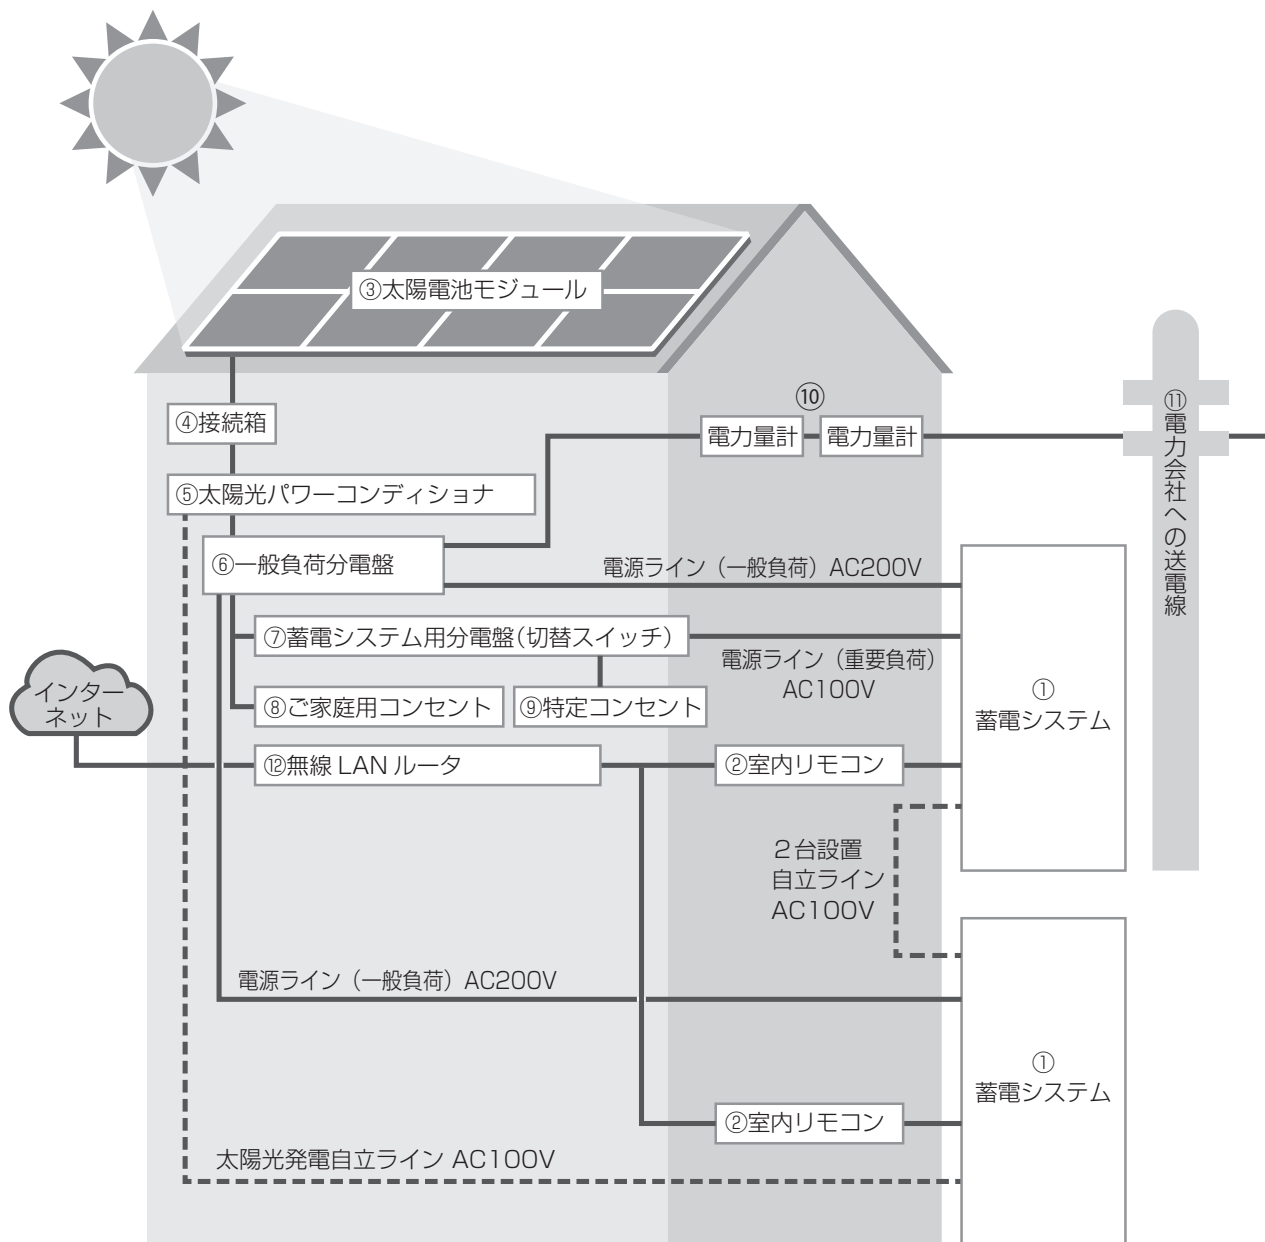 ③太陽電池モジュール
④接続箱
⑩
電力量計
電力量計
⑪電力会社への送電線
⑤太陽光パワーコンディショナ
⑥一般負荷分電盤
電源ライン（一般負荷）AC200V
⑦蓄電システム用分電盤(切替スイッチ)
電源ライン（重要負荷）
AC100V
インター
ネット
⑧ご家庭用コンセント
⑨特定コンセント
①
蓄電システム
⑫無線 LAN ルータ
②室内リモコン
2台設置
自立ライン
AC100V
電源ライン（一般負荷）AC200V
①
蓄電システム
②室内リモコン
太陽光発電自立ライン AC100V